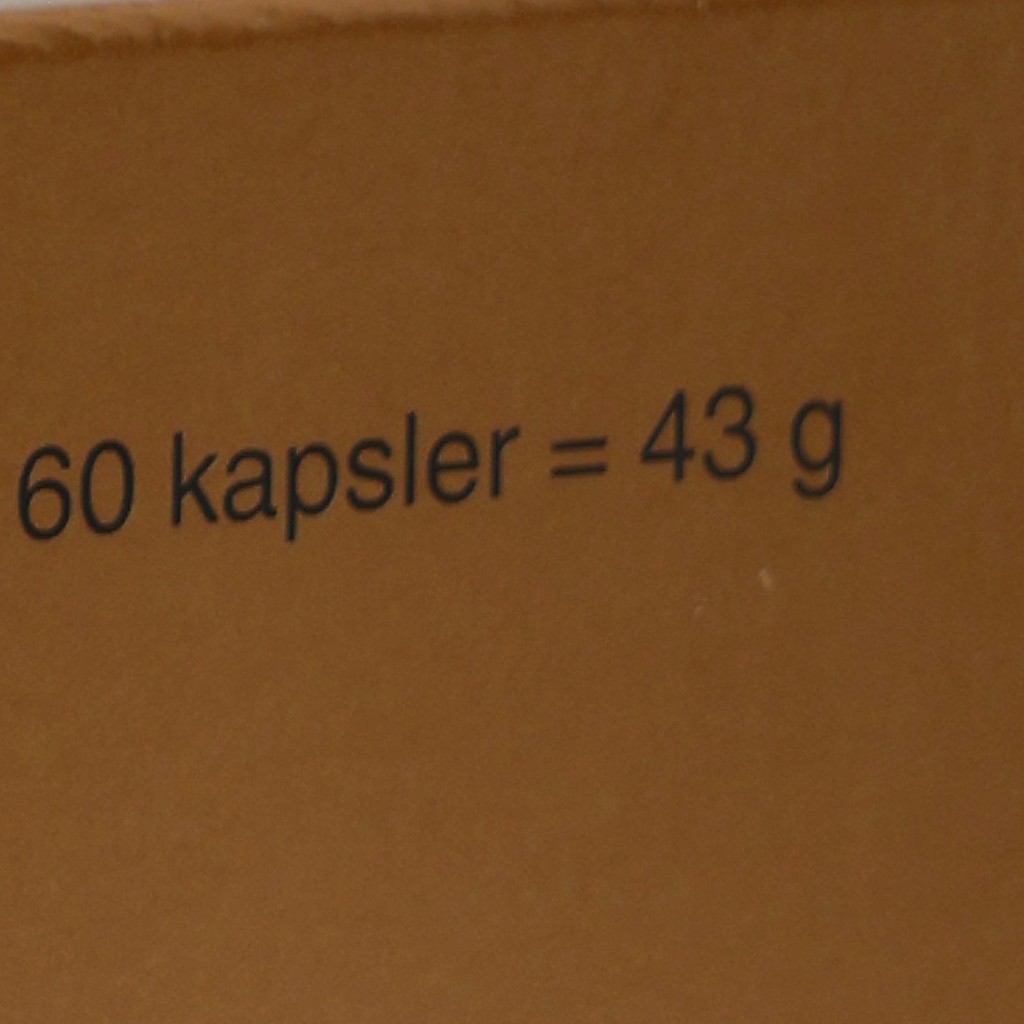 60 kapsler = 43 g